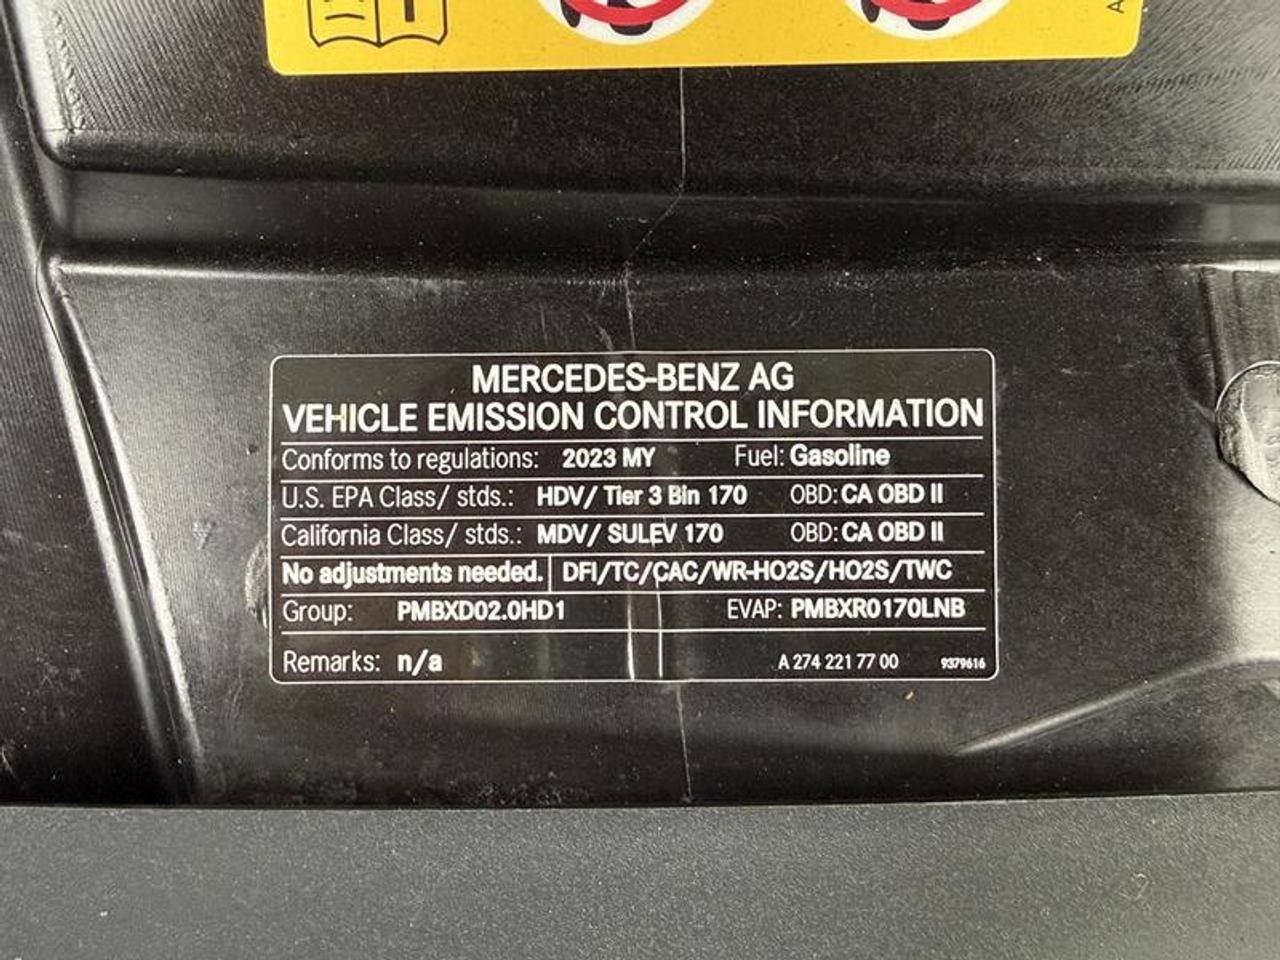 MERCEDES-BENZ AG
VEHICLE EMISSION CONTROL INFORMATION
Conforms to regulations: 2023 MY Fuel: Gasoline
U.S. EPA Class/ stds.: HDV/ Tier 3 Bin 170 OBD: CA OBD II
California Class/ stds.: MDV/ SULEV 170 OBD: CA OBD II
No adjustments needed. DFI/TC/CAC/WR-HO2S/HO2S/TWC
Group: PMBXD02.0HD1 EVAP: PMBXR0170LNB
Remarks: n/a A 274 221 77 00 9379616